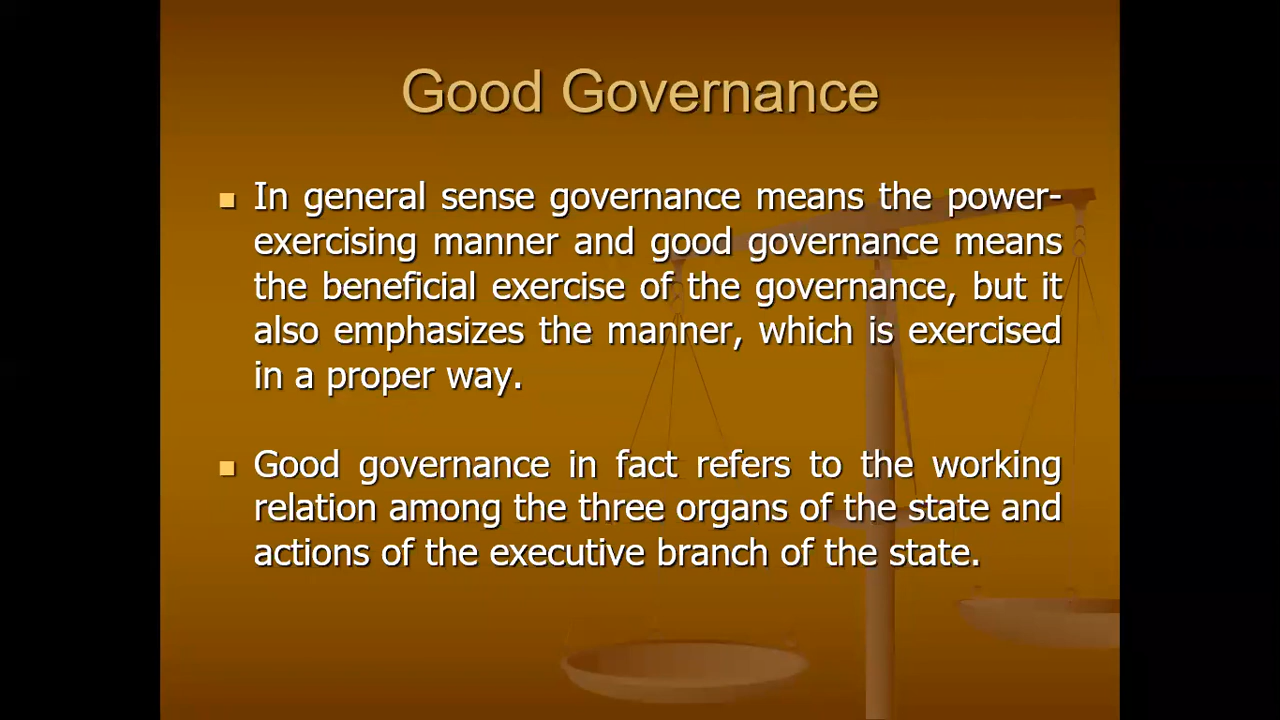 Good Governance
In general sense governance means the power-
exercising manner and good governance means
the beneficial exercise of the governance, but it
also emphasizes the manner, which is exercised
in a proper way.
Good governance in fact refers to the working
relation among the three organs of the state and
actions of the executive branch of the state.